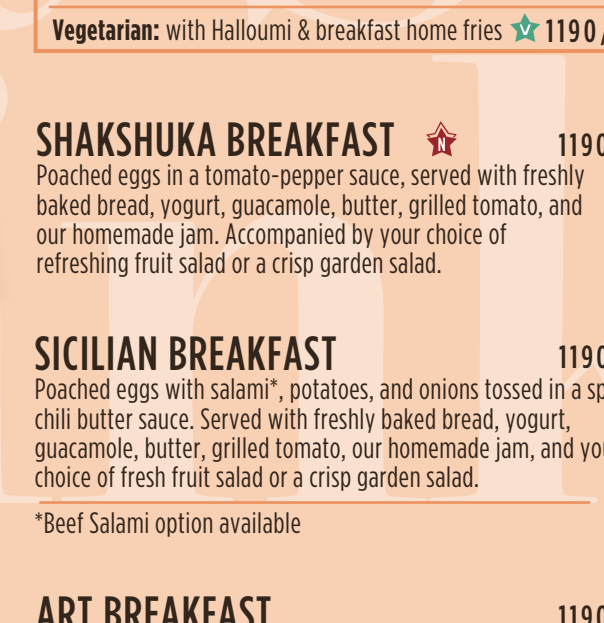 Vegetarian: with Halloumi & breakfast home fries V 1190/
SHAKSHUKA BREAKFAST N 1190
Poached eggs in a tomato-pepper sauce, served with freshly
baked bread, yogurt, guacamole, butter, grilled tomato, and
our homemade jam. Accompanied by your choice of
refreshing fruit salad or a crisp garden salad.
SICILIAN BREAKFAST 1190
Poached eggs with salami*, potatoes, and onions tossed in a sp
chili butter sauce. Served with freshly baked bread, yogurt,
guacamole, butter, grilled tomato, our homemade jam, and you
choice of fresh fruit salad or a crisp garden salad.
*Beef Salami option available
ART BREAKFAST 1190